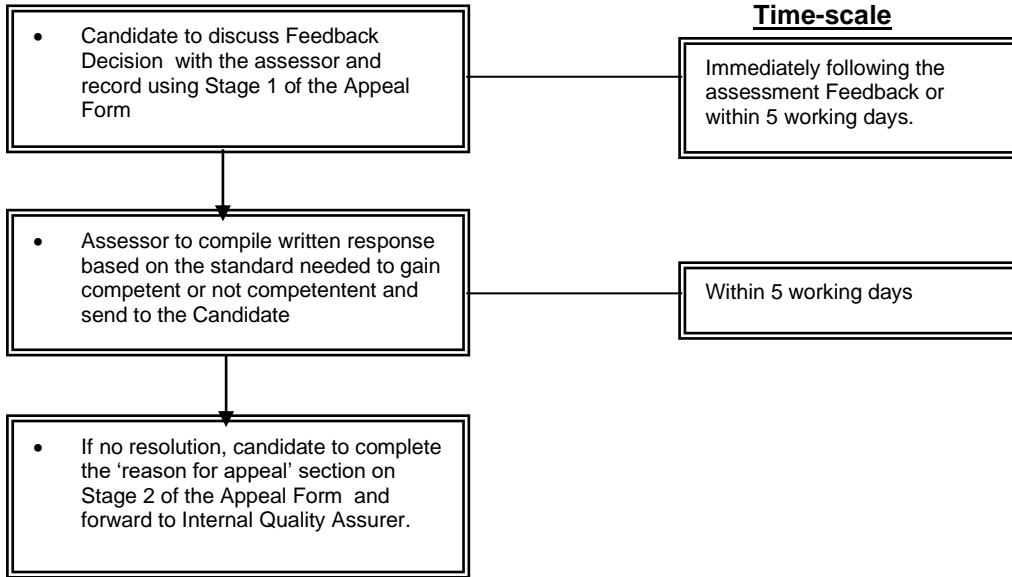 Time-scale
• Candidate to discuss Feedback
Decision  with the assessor and
record using Stage 1 of the Appeal
Form
Immediately following the
assessment Feedback or
within 5 working days.
• Assessor to compile written response
based on the standard needed to gain
competent or not competentent and
send to the Candidate
Within 5 working days
• If no resolution, candidate to complete
the ‘reason for appeal’ section on
Stage 2 of the Appeal Form  and
forward to Internal Quality Assurer.